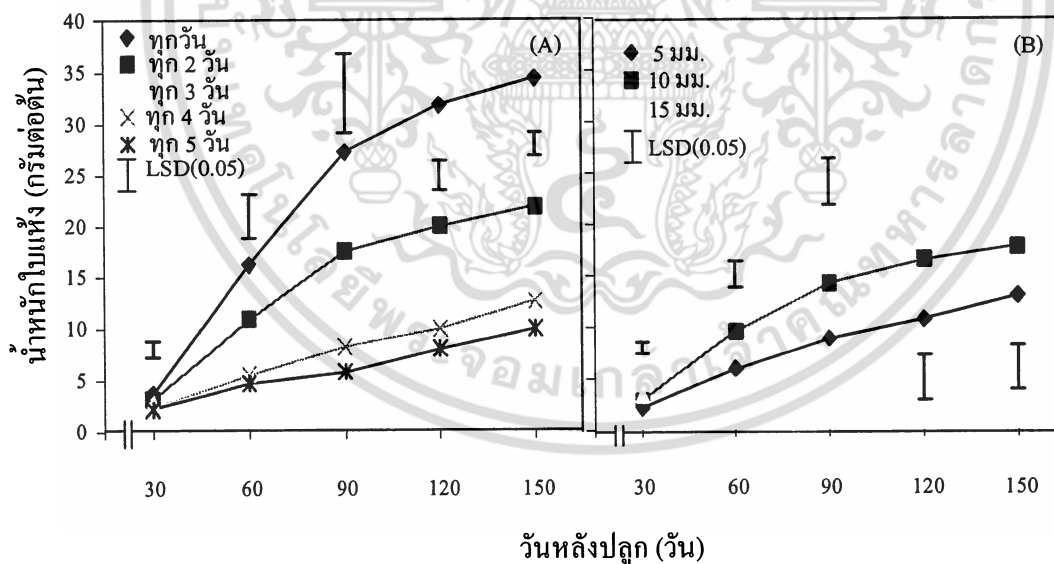 น้ำหนักใบแห้ง (กรัมต่อต้น)
40
35
30
25
20
15
10
5
0
ทุกวัน
ทุก 2 วัน
ทุก 3 วัน
ทุก 4 วัน
ทุก 5 วัน
LSD(0.05)
(A)
5 มม.
10 มม.
15 มม.
LSD(0.05)
(B)
30 60 90 120 150
30 60 90 120 150
วันหลังปลูก (วัน)